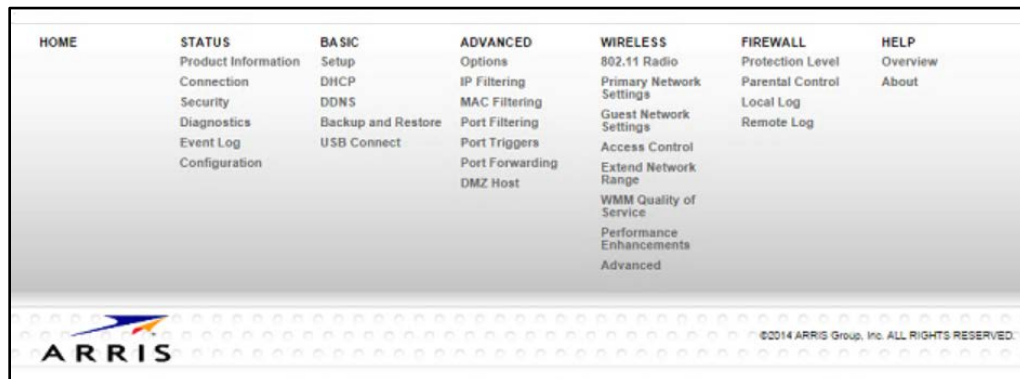 HOME
STATUS
Product Information
Connection
Security
Diagnostics
Event Log
Configuration
BASIC
Setup
DHCP
DDNS
Backup and Restore
USB Connect
ADVANCED
Options
IP Filtering
MAC Filtering
Port Filtering
Port Triggers
Port Forwarding
DMZ Host
WIRELESS
802.11 Radio
Primary Network
Settings
Guest Network
Settings
Access Control
Extend Network
Range
WMM Quality of
Service
Performance
Enhancements
Advanced
FIREWALL
Protection Level
Parental Control
Local Log
Remote Log
HELP
Overview
About
ARRIS
©2014 ARRIS Group, Inc. ALL RIGHTS RESERVED.